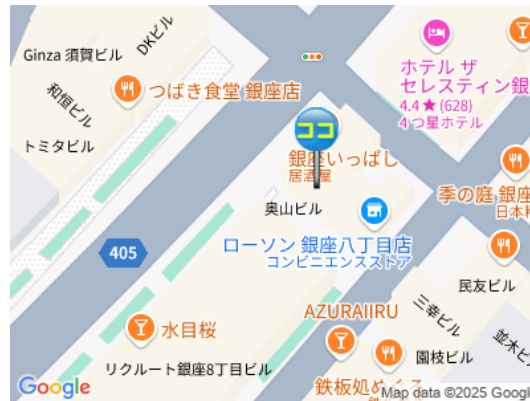 DKビル
Ginza 須賀ビル
つばき食堂 銀座店
和恒ビル
トミタビル
ホテル ザ
セレスティン銀
4.4★(628)
4 つ星ホテル
ココ
銀座いっぱし
居酒屋
奥山ビル
季の庭 銀座
日本料
405
ローソン 銀座八丁目店
コンビニエンスストア
民友ビル
AZURAIIRU
三幸ビル
並木ビ
水目桜
園枝ビル
リクルート銀座8丁目ビル
鉄板処めぐる
Google
Map data ©2025 Googl